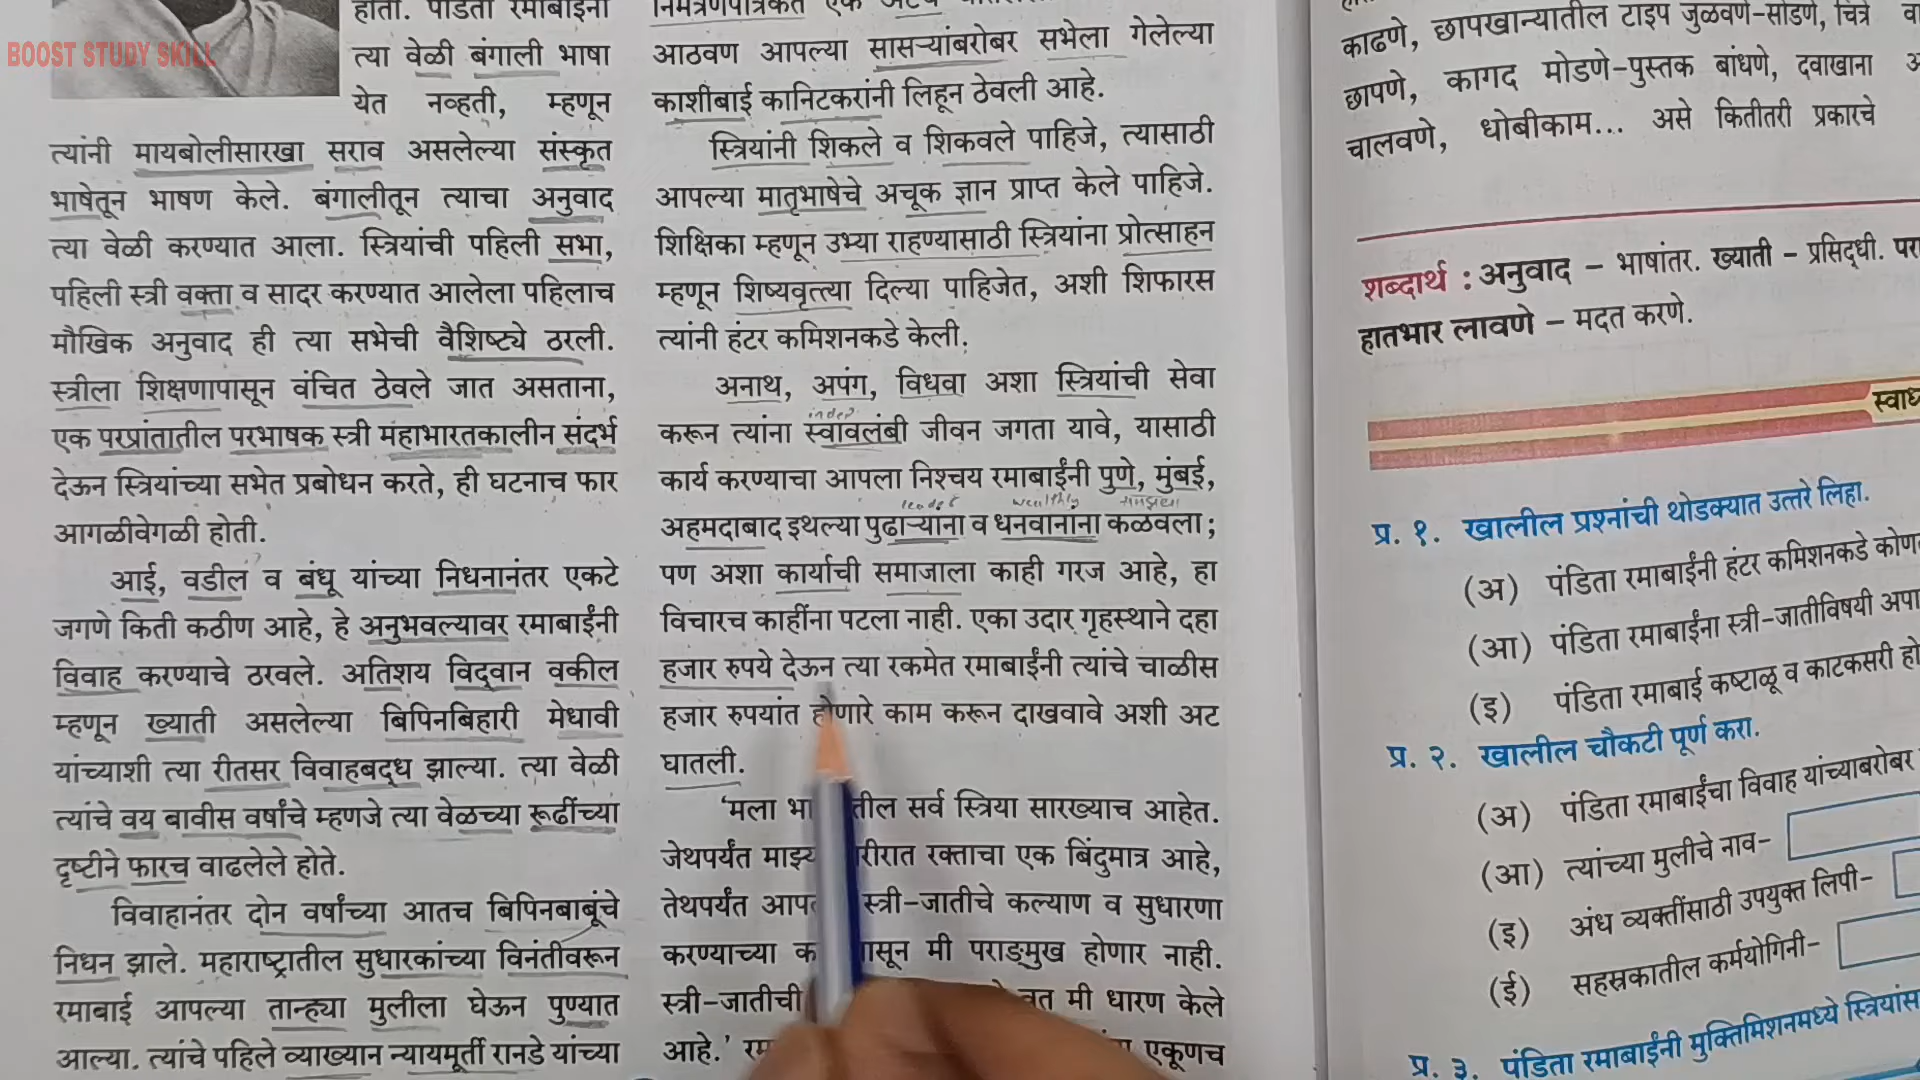 BOOST STUDY SKILL
होती. पंडिता रमाबाईंना
त्या वेळी बंगाली भाषा
येत नव्हती, म्हणून
त्यांनी मायबोलीसारखा सराव असलेल्या संस्कृत
भाषेतून भाषण केले. बंगालीतून त्याचा अनुवाद
त्या वेळी करण्यात आला. स्त्रियांची पहिली सभा,
पहिली स्त्री वक्ता व सादर करण्यात आलेला पहिलाच
मौखिक अनुवाद ही त्या सभेची वैशिष्ट्ये ठरली.
स्त्रीला शिक्षणापासून वंचित ठेवले जात असताना,
एक परप्रांतातील परभाषक स्त्री महाभारतकालीन संदर्भ
देऊन स्त्रियांच्या सभेत प्रबोधन करते, ही घटनाच फार
आगळीवेगळी होती.
आई, वडील व बंधू यांच्या निधनानंतर एकटे
जगणे किती कठीण आहे, हे अनुभवल्यावर रमाबाईंनी
विवाह करण्याचे ठरवले. अतिशय विद्वान वकील
म्हणून ख्याती असलेल्या बिपिनबिहारी मेधावी
यांच्याशी त्या रीतसर विवाहबद्ध झाल्या. त्या वेळी
त्यांचे वय बावीस वर्षांचे म्हणजे त्या वेळच्या रूढींच्या
दृष्टीने फारच वाढलेले होते.
विवाहानंतर दोन वर्षांच्या आतच बिपिनबाबूंचे
निधन झाले. महाराष्ट्रातील सुधारकांच्या विनंतीवरून
रमाबाई आपल्या तान्ह्या मुलीला घेऊन पुण्यात
आल्या. त्यांचे पहिले व्याख्यान न्यायमूर्ती रानडे यांच्या
निमंत्रणपत्रिकेत एक
आठवण आपल्या सासऱ्यांबरोबर सभेला गेलेल्या
काशीबाई कानिटकरांनी लिहून ठेवली आहे.
स्त्रियांनी शिकले व शिकवले पाहिजे, त्यासाठी
आपल्या मातृभाषेचे अचूक ज्ञान प्राप्त केले पाहिजे.
शिक्षिका म्हणून उभ्या राहण्यासाठी स्त्रियांना प्रोत्साहन
म्हणून शिष्यवृत्त्या दिल्या पाहिजेत, अशी शिफारस
त्यांनी हंटर कमिशनकडे केली.
अनाथ, अपंग, विधवा अशा स्त्रियांची सेवा
indep
करून त्यांना स्वावलंबी जीवन जगता यावे, यासाठी
कार्य करण्याचा आपला निश्चय रमाबाईंनी पुणे, मुंबई,
leader wealthy
अहमदाबाद इथल्या पुढाऱ्यांना व धनवानांना कळवला;
पण अशा कार्याची समाजाला काही गरज आहे, हा
विचारच काहींना पटला नाही. एका उदार गृहस्थाने दहा
हजार रुपये देऊन त्या रकमेत रमाबाईंनी त्यांचे चाळीस
हजार रुपयांत होणारे काम करून दाखवावे अशी अट
घातली.
'मला सर्व स्त्रिया सारख्याच आहेत.
जेथपर्यंत रक्ताचा एक बिंदुमात्र आहे,
तेथपर्यंत स्त्री-जातीचे कल्याण व सुधारणा
करण्याच्या मी पराङ्मुख होणार नाही.
स्त्री-जातीची मी धारण केले
आहे.' एकूणच
काढणे, छापखान्यातील टाइप जुळवणे-सोडणे, चित्रे
छापणे, कागद मोडणे-पुस्तक बांधणे, दवाखाना
चालवणे, धोबीकाम... असे कितीतरी प्रकारचे
शब्दार्थ : अनुवाद – भाषांतर. ख्याती – प्रसिद्धी.
हातभार लावणे – मदत करणे.
प्र. १. खालील प्रश्नांची थोडक्यात उत्तरे लिहा.
(अ) पंडिता रमाबाईंनी हंटर कमिशनकडे
(आ) पंडिता रमाबाईंना स्त्री-जातीविषयी
(इ) पंडिता रमाबाई कष्टाळू व काटकसरी
प्र. २. खालील चौकटी पूर्ण करा.
(अ) पंडिता रमाबाईंचा विवाह यांच्याबरोबर
(आ) त्यांच्या मुलीचे नाव-
(इ) अंध व्यक्तींसाठी उपयुक्त लिपी-
(ई) सहस्रकातील कर्मयोगिनी-
प्र. ३. पंडिता रमाबाईंनी मुक्तिमिशनमध्ये